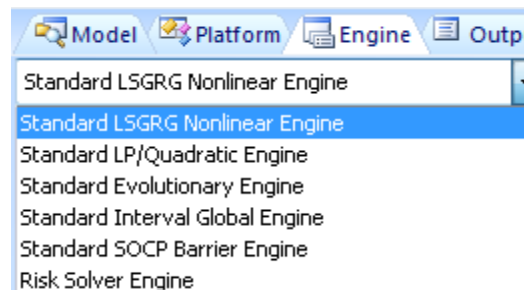 Model Platform Engine Outp
Standard LSGRG Nonlinear Engine
Standard LSGRG Nonlinear Engine
Standard LP/Quadratic Engine
Standard Evolutionary Engine
Standard Interval Global Engine
Standard SOCP Barrier Engine
Risk Solver Engine